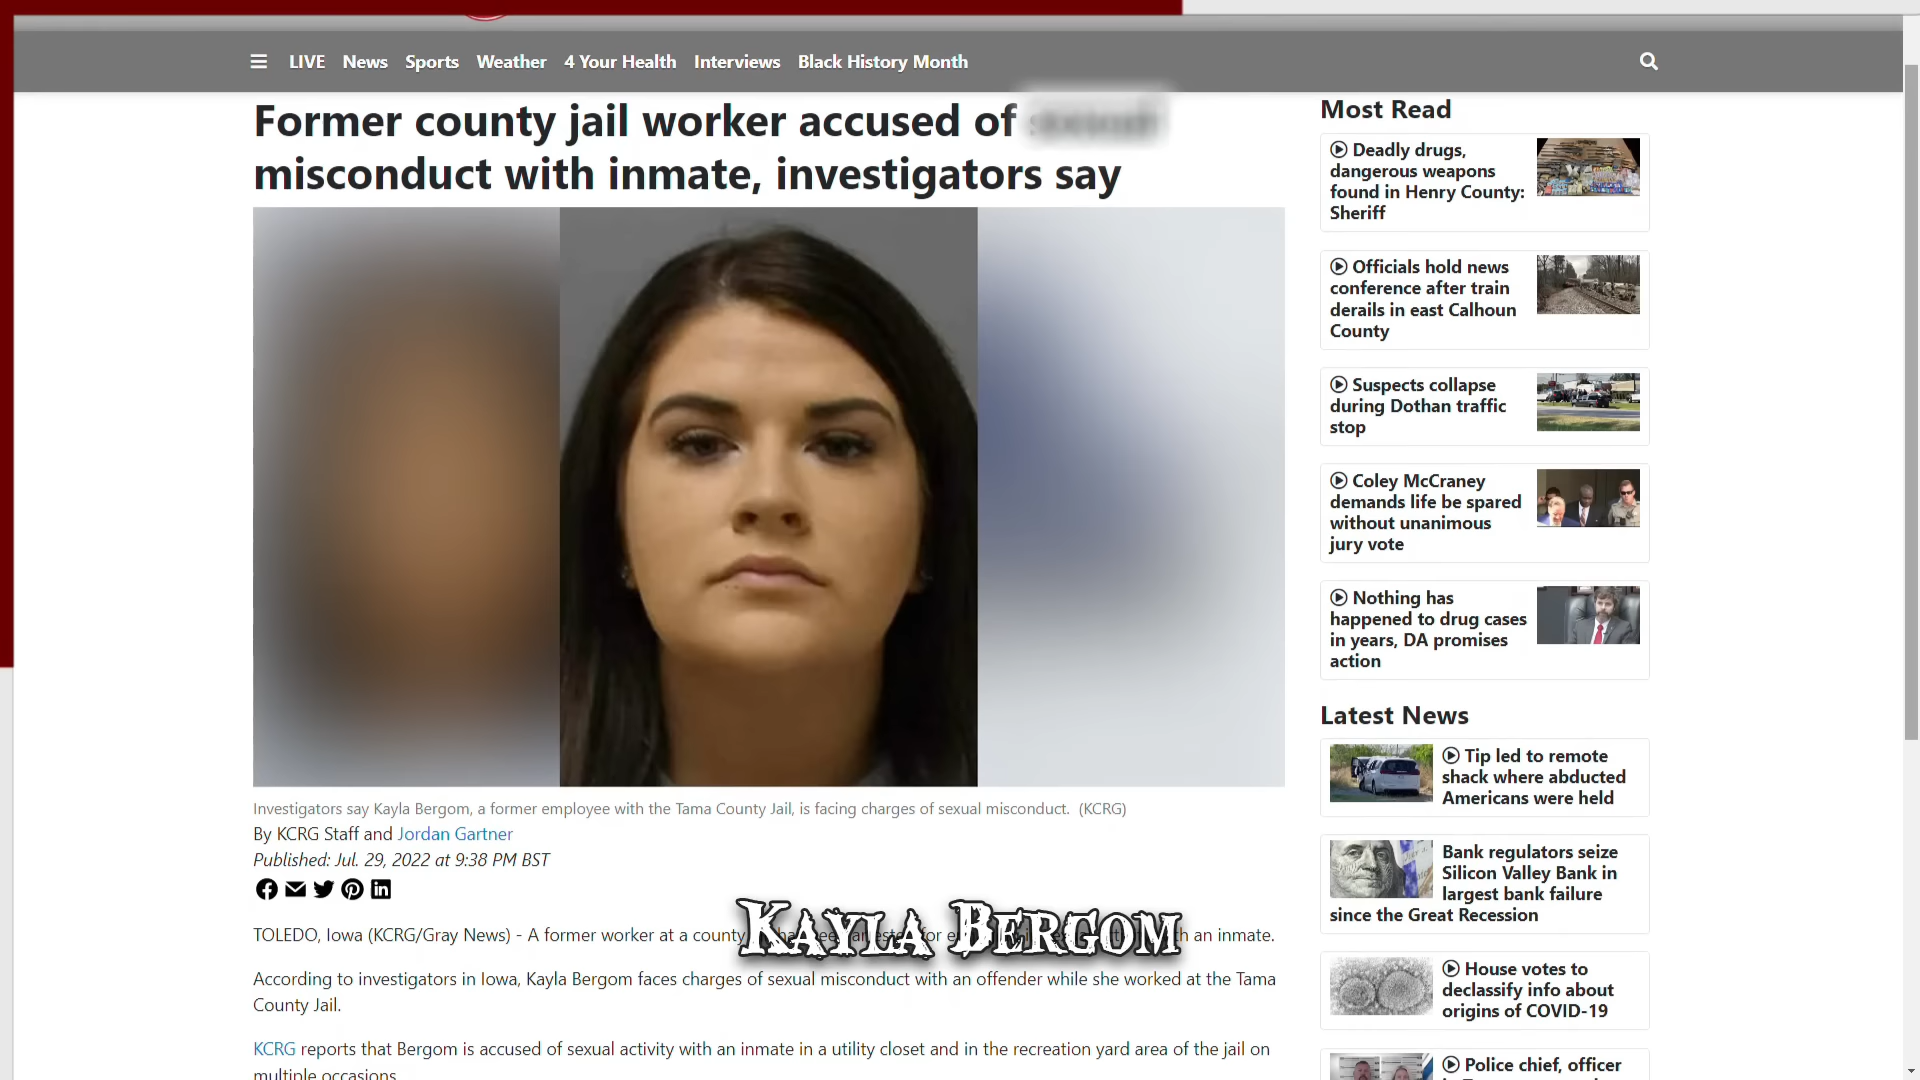 LIVE News Sports Weather 4 Your Health Interviews Black History Month
Former county jail worker accused of
misconduct with inmate, investigators say
Investigators say Kayla Bergom, a former employee with the Tama County Jail, is facing charges of sexual misconduct. (KCRG)
By KCRG Staff and Jordan Gartner
Published: Jul. 29, 2022 at 9:38 PM BST
TOLEDO, Iowa (KCRG/Gray News) - A former worker at a county for an inmate.
KAYLA BERGOM
According to investigators in Iowa, Kayla Bergom faces charges of sexual misconduct with an offender while she worked at the Tama
County Jail.
KCRG reports that Bergom is accused of sexual activity with an inmate in a utility closet and in the recreation yard area of the jail on
multiple occasions.
Most Read
Deadly drugs,
dangerous weapons
found in Henry County:
Sheriff
Officials hold news
conference after train
derails in east Calhoun
County
Suspects collapse
during Dothan traffic
stop
Coley McCraney
demands life be spared
without unanimous
jury vote
Nothing has
happened to drug cases
in years, DA promises
action
Latest News
Tip led to remote
shack where abducted
Americans were held
Bank regulators seize
Silicon Valley Bank in
largest bank failure
since the Great Recession
House votes to
declassify info about
origins of COVID-19
Police chief, officer